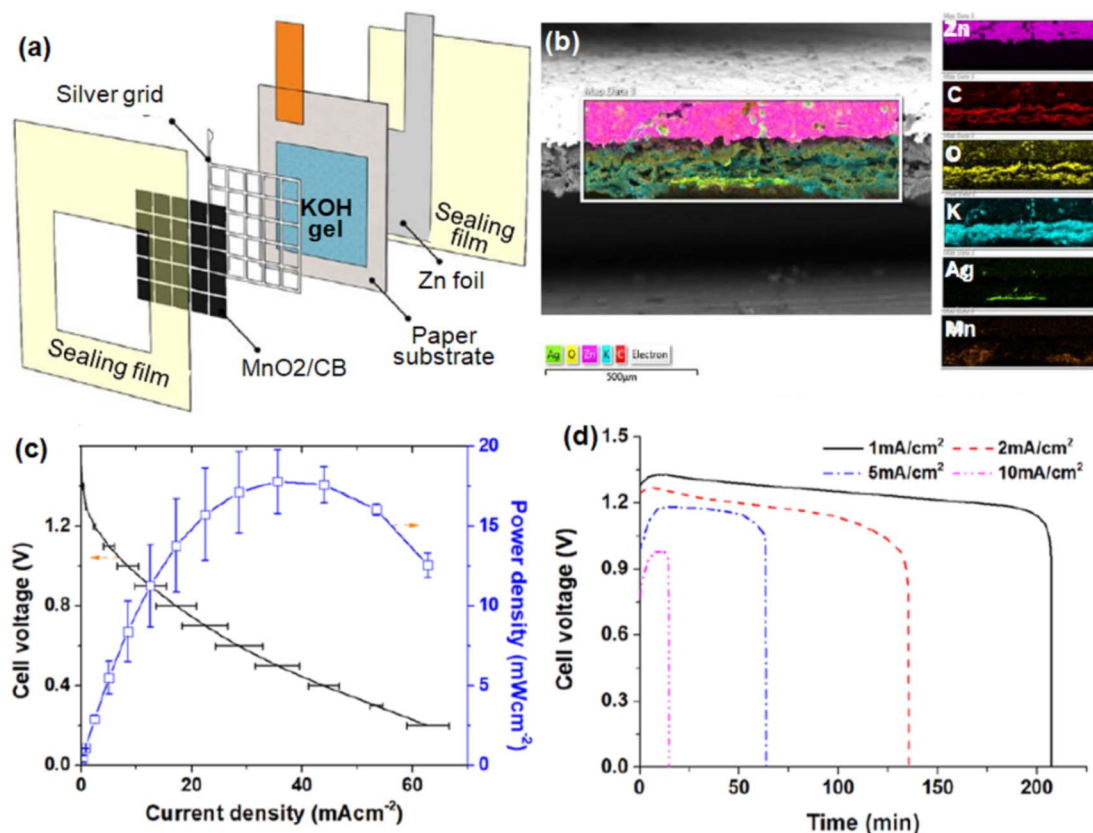 (a)
Silver grid
KOH
gel
Sealing
film
Zn foil
Paper
substrate
MnO2/CB
Sealing film
(b)
Map Data 3
Ag O Zn K C Electron
500µm
Zn
C
O
K
Ag
Mn
(c)
Cell voltage (V)
0.0
0.4
0.8
1.2
0 20 40 60
Current density (mAcm-2)
0
5
10
15
20
Power density (mWcm-2)
(d)
1mA/cm2
2mA/cm2
5mA/cm2
10mA/cm2
Cell voltage (V)
1.5
1.2
0.9
0.6
0.3
0.0
0 50 100 150 200
Time (min)